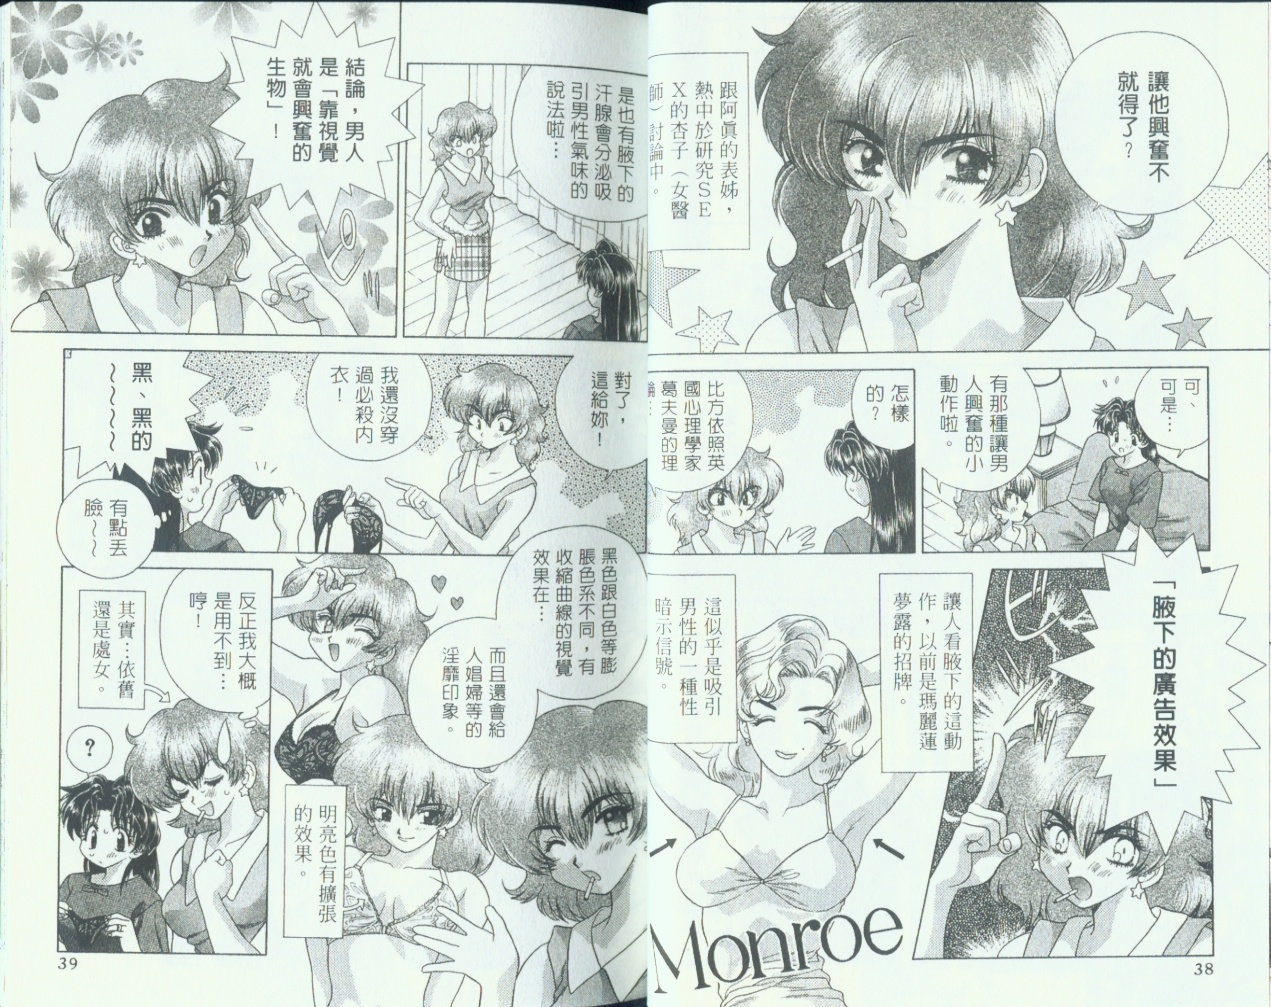 讓他興奮不
就得了？
跟阿真的表姊，
熱中於研究SE
X的杏子（女醫
師）討論中。
可、
可是…
有那種讓男
人興奮的小
動作啦。
怎樣
的？
比方依照英
國心理學家
葛夫曼的理
論…
「腋下的廣告效果」
讓人看腋下的這動
作，以前是瑪麗蓮
夢露的招牌。
這似乎是吸引
男性的一種性
暗示信號。
Monroe
38
是也有腋下的
汗腺會分泌吸
引男性氣味的
說法啦…
結論，男人
是「靠視覺
就會興奮的
生物」！
對了，
這給妳！
我還沒穿
過必殺內
衣！
黑、黑的
～～～～～
有點丟
臉～～
黑色跟白色等膨
脹色系不同，有
收縮曲線的視覺
效果在…
而且還會給
人娼婦等的
淫靡印象。
明亮色有擴張
的效果。
反正我大概
是用不到…
哼！
其實…依舊
還是處女。
？
39